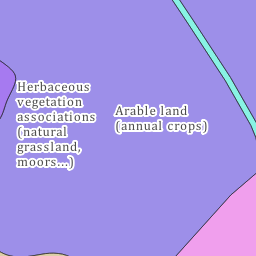 Herbaceous
vegetation
associations
(natural
grassland,
moors...)
Arable land
(annual crops)